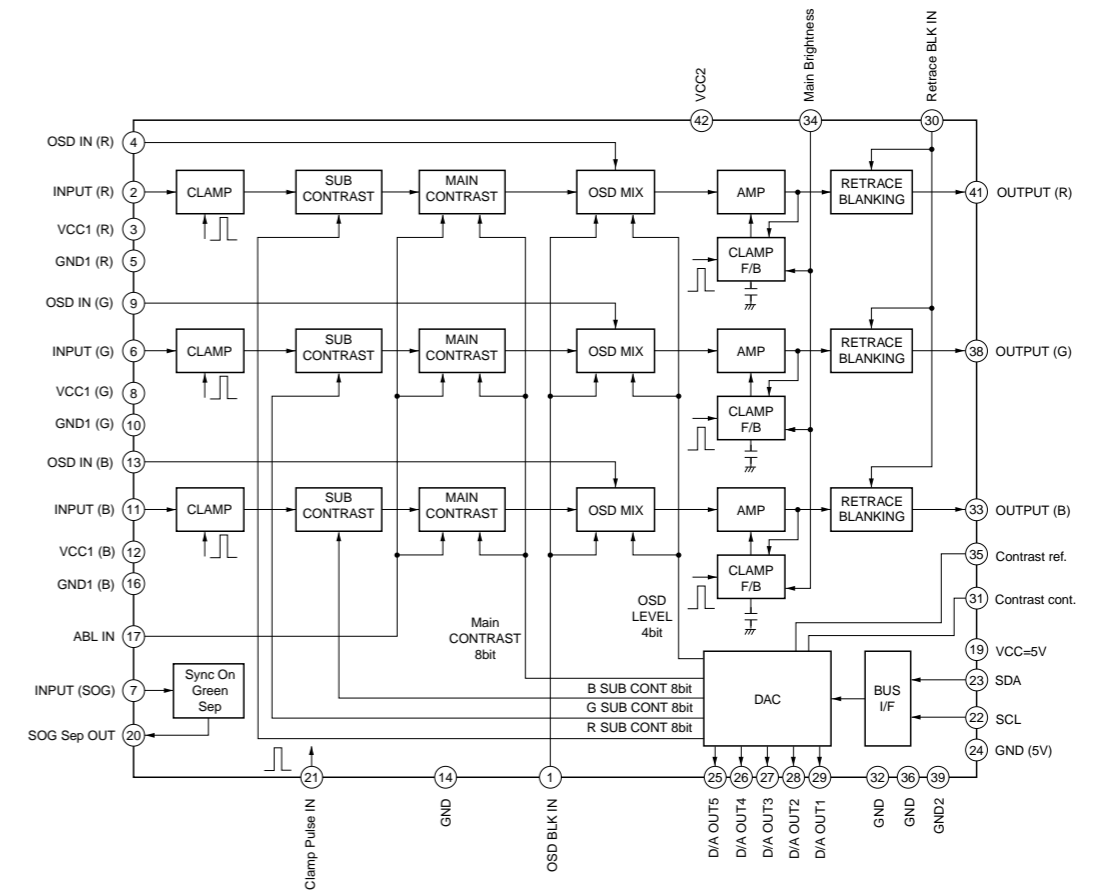 VCC2
Main Brightness
Retrace BLK IN
42
34
30
OSD IN (R)
4
INPUT (R)
2
CLAMP
SUB
CONTRAST
MAIN
CONTRAST
OSD MIX
AMP
RETRACE
BLANKING
41
OUTPUT (R)
VCC1 (R)
3
GND1 (R)
5
CLAMP
F/B
OSD IN (G)
9
INPUT (G)
6
CLAMP
SUB
CONTRAST
MAIN
CONTRAST
OSD MIX
AMP
RETRACE
BLANKING
38
OUTPUT (G)
VCC1 (G)
8
GND1 (G)
10
CLAMP
F/B
OSD IN (B)
13
INPUT (B)
11
CLAMP
SUB
CONTRAST
MAIN
CONTRAST
OSD MIX
AMP
RETRACE
BLANKING
33
OUTPUT (B)
VCC1 (B)
12
GND1 (B)
16
CLAMP
F/B
35
Contrast ref.
31
Contrast cont.
ABL IN
17
Main
CONTRAST
8bit
OSD
LEVEL
4bit
19
VCC=5V
INPUT (SOG)
7
Sync On
Green
Sep
SOG Sep OUT
20
B SUB CONT 8bit
G SUB CONT 8bit
R SUB CONT 8bit
DAC
BUS
I/F
23
SDA
22
SCL
24
GND (5V)
21
14
1
25
26
27
28
29
32
36
39
Clamp Pulse IN
GND
OSD BLK IN
D/A OUT5
D/A OUT4
D/A OUT3
D/A OUT2
D/A OUT1
GND
GND
GND2